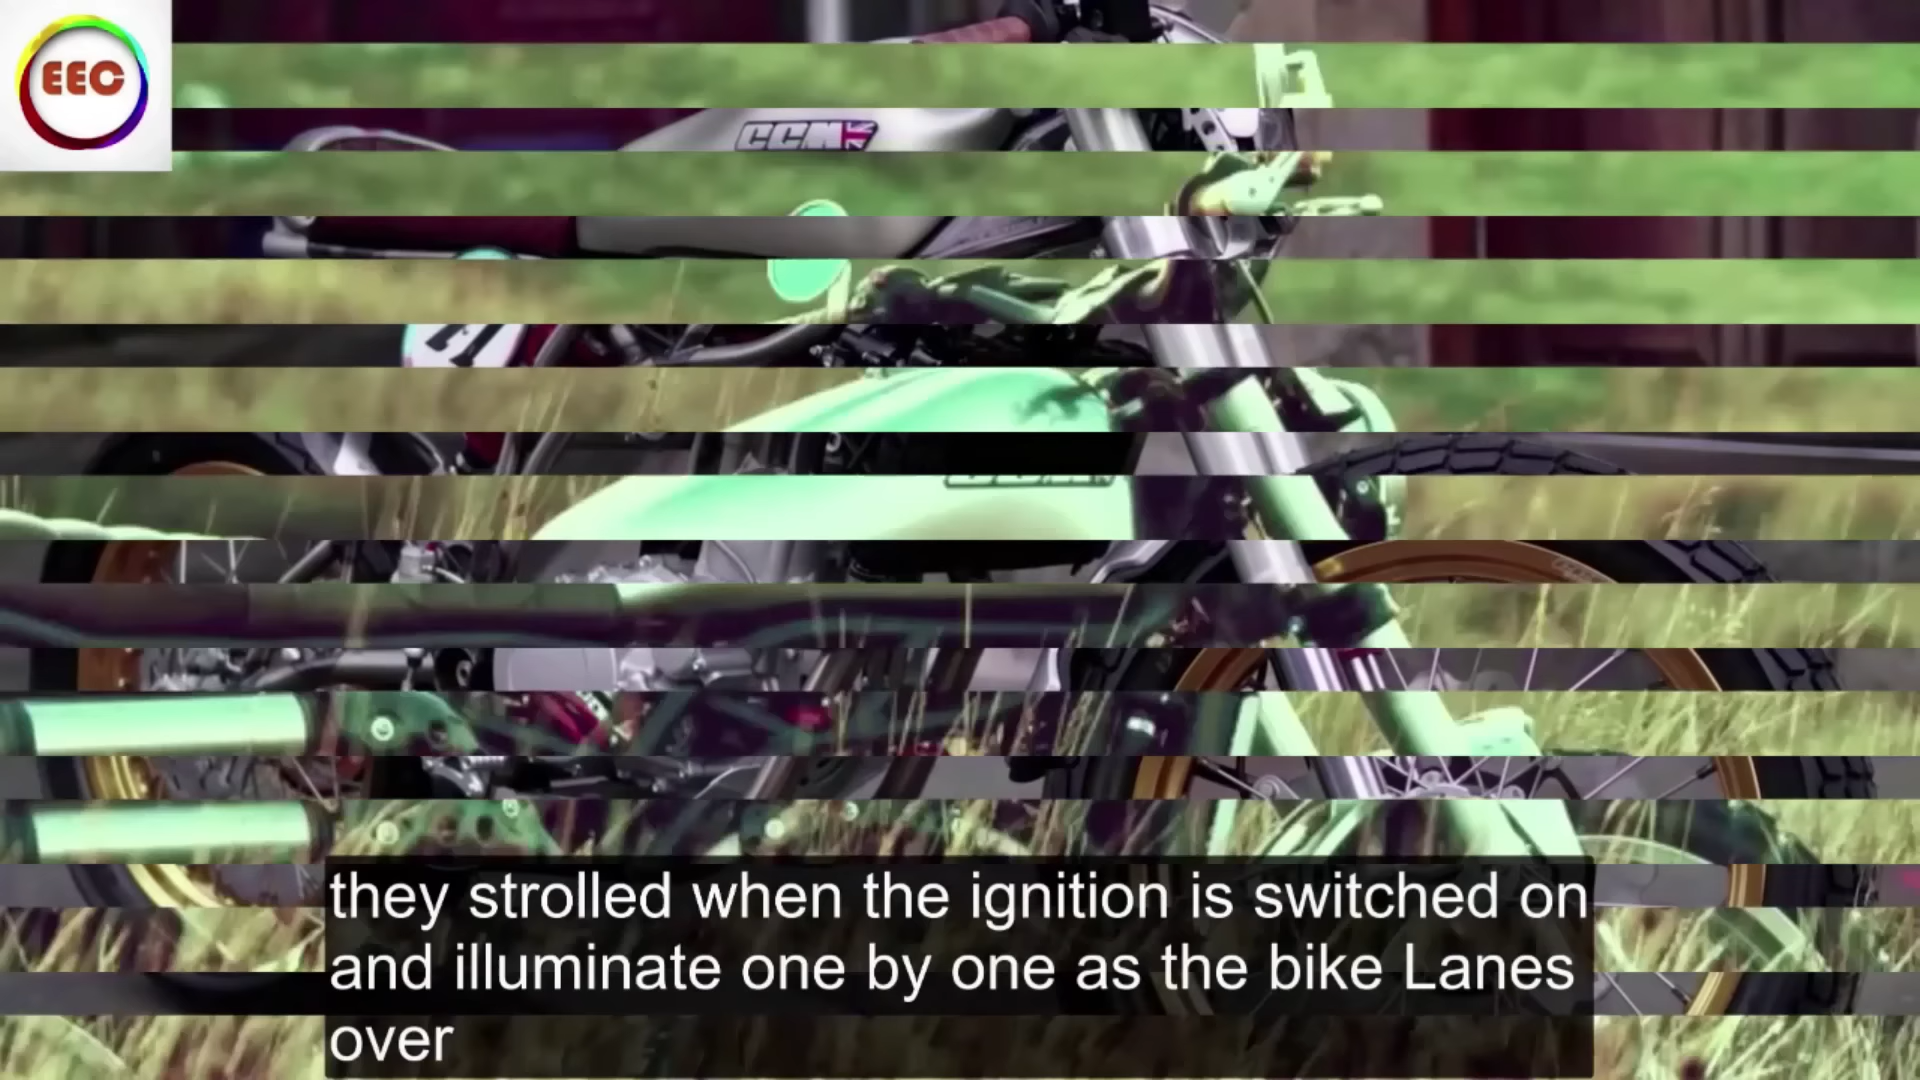 EEC
CCM
71
they strolled when the ignition is switched on
and illuminate one by one as the bike Lanes
over